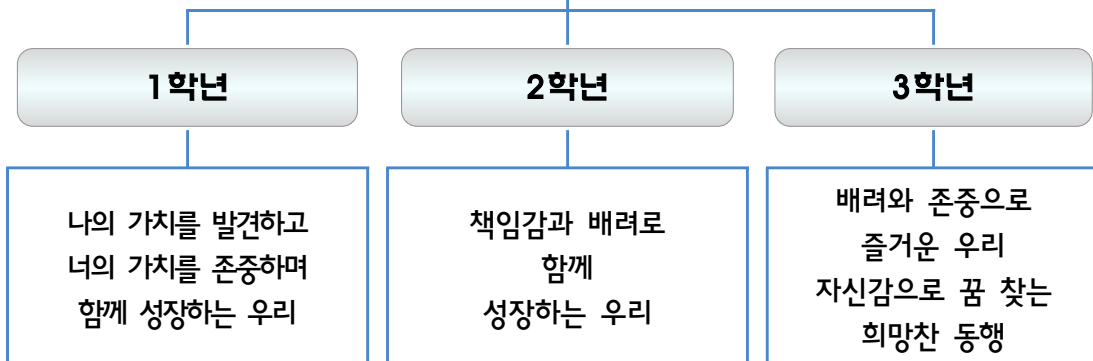 1학년
2학년
3학년
나의 가치를 발견하고
너의 가치를 존중하며
함께 성장하는 우리
책임감과 배려로
함께
성장하는 우리
배려와 존중으로
즐거운 우리
자신감으로 꿈 찾는
희망찬 동행